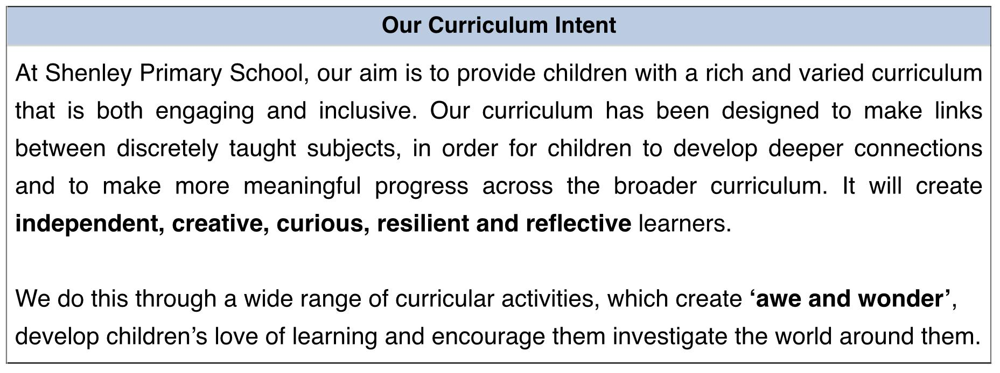 Our Curriculum Intent
At Shenley Primary School, our aim is to provide children with a rich and varied curriculum
that is both engaging and inclusive. Our curriculum has been designed to make links
between discretely taught subjects, in order for children to develop deeper connections
and to make more meaningful progress across the broader curriculum. It will create
independent, creative, curious, resilient and reflective learners.
We do this through a wide range of curricular activities, which create ‘awe and wonder’,
develop children’s love of learning and encourage them investigate the world around them.